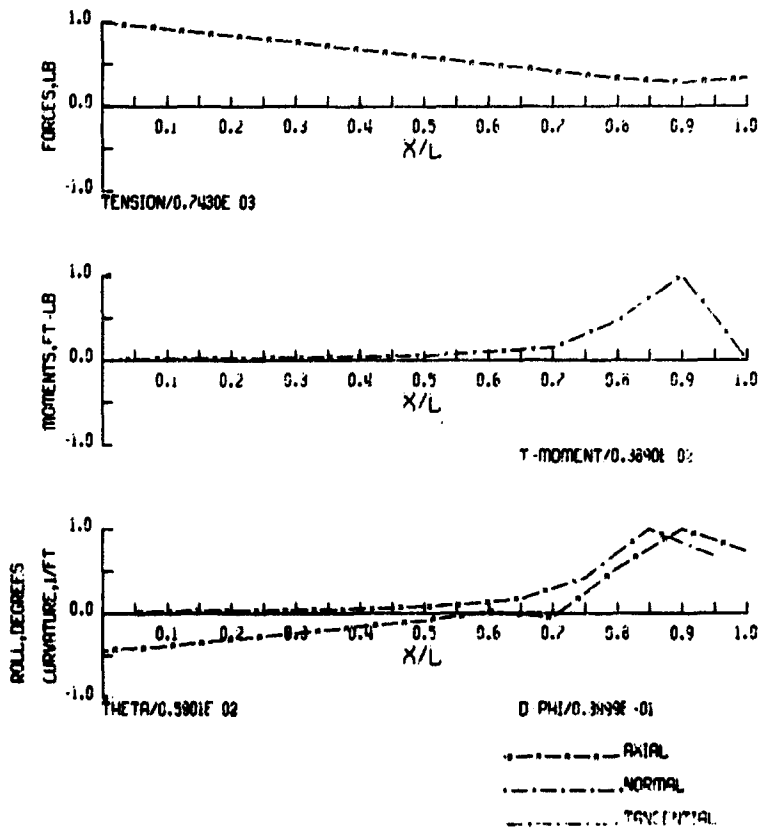 1.0
0.0
-1.0
FORCES,LB
0.1 0.2 0.3 0.4 0.5 0.6 0.7 0.8 0.9 1.0
X/L
TENSION/0.7430E 03
1.0
0.0
-1.0
MOMENTS,FT-LB
0.1 0.2 0.3 0.4 0.5 0.6 0.7 0.8 0.9 1.0
X/L
T-MOMENT/0.3890E
1.0
0.0
-1.0
ROLL,DEGREES
CURVATURE,1/FT
0.1 0.2 0.3 0.4 0.5 0.6 0.7 0.8 0.9 1.0
X/L
THETA/0.5901E 02
D PHI/0.3899E-01
AXIAL
NORMAL
TANGENTIAL